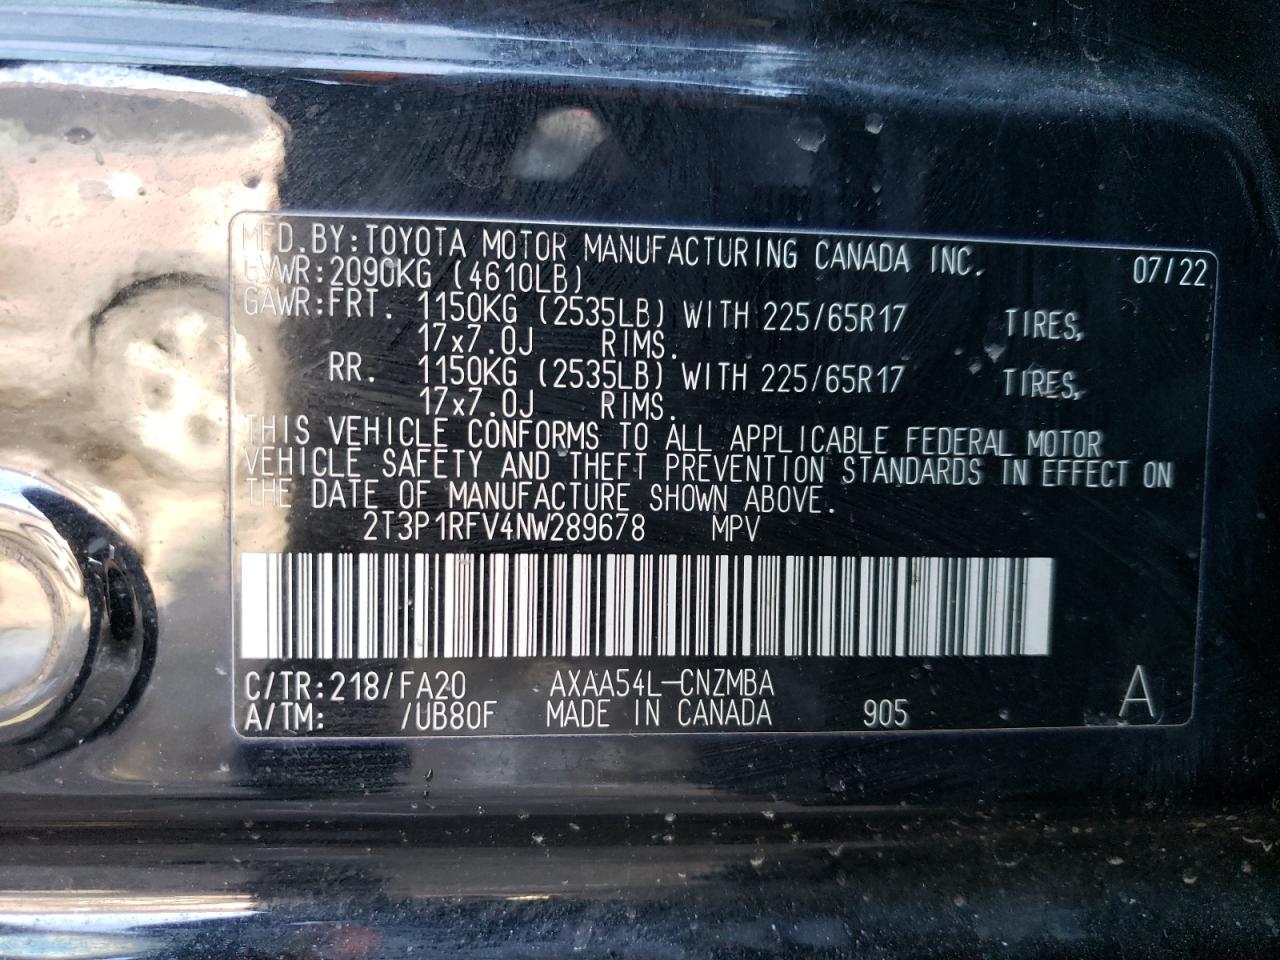 MFD.BY:TOYOTA MOTOR MANUFACTURING CANADA INC. 07/22
GVWR:2090KG (4610LB)
GAWR:FRT. 1150KG (2535LB) WITH 225/65R17 TIRES,
17x7.0J RIMS.
RR. 1150KG (2535LB) WITH 225/65R17 TIRES,
17x7.0J RIMS.
THIS VEHICLE CONFORMS TO ALL APPLICABLE FEDERAL MOTOR
VEHICLE SAFETY AND THEFT PREVENTION STANDARDS IN EFFECT ON
THE DATE OF MANUFACTURE SHOWN ABOVE.
2T3P1RFV4NW289678 MPV
C/TR:218/FA20 AXAA54L-CNZMBA A
A/TM: /UB80F MADE IN CANADA 905